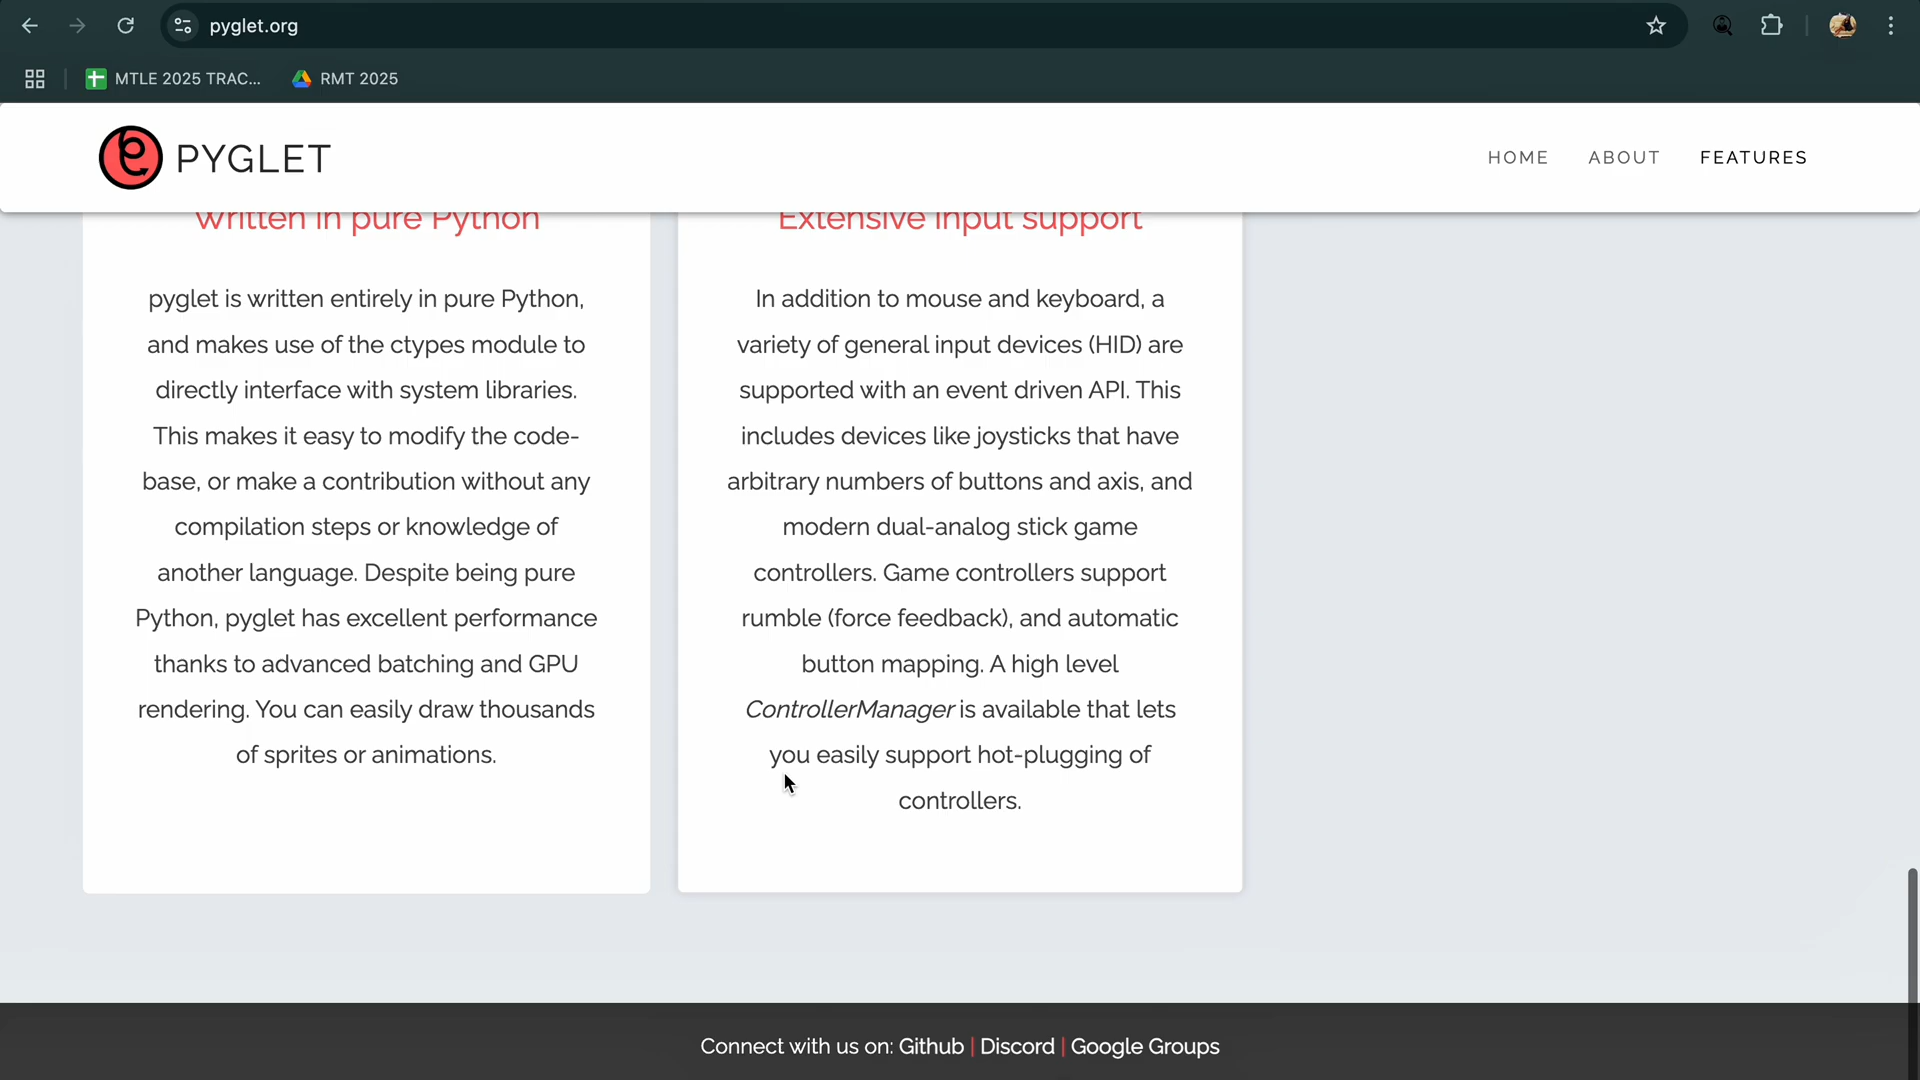 pyglet.org
MTLE 2025 TRAC...
RMT 2025
PYGLET
HOME
ABOUT
FEATURES
Written in pure Python
pyglet is written entirely in pure Python,
and makes use of the ctypes module to
directly interface with system libraries.
This makes it easy to modify the code-
base, or make a contribution without any
compilation steps or knowledge of
another language. Despite being pure
Python, pyglet has excellent performance
thanks to advanced batching and GPU
rendering. You can easily draw thousands
of sprites or animations.
Extensive input support
In addition to mouse and keyboard, a
variety of general input devices (HID) are
supported with an event driven API. This
includes devices like joysticks that have
arbitrary numbers of buttons and axis, and
modern dual-analog stick game
controllers. Game controllers support
rumble (force feedback), and automatic
button mapping. A high level
ControllerManager is available that lets
you easily support hot-plugging of
controllers.
Connect with us on: Github | Discord | Google Groups